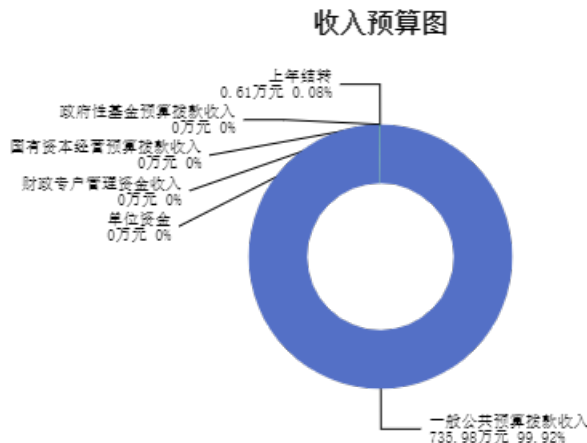 收入预算图
上年结转
0.61万元 0.08%
政府性基金预算拨款收入
0万元 0%
国有资本经营预算拨款收入
0万元 0%
财政专户管理资金收入
0万元 0%
单位资金
0万元 0%
一般公共预算拨款收入
735.98万元 99.92%